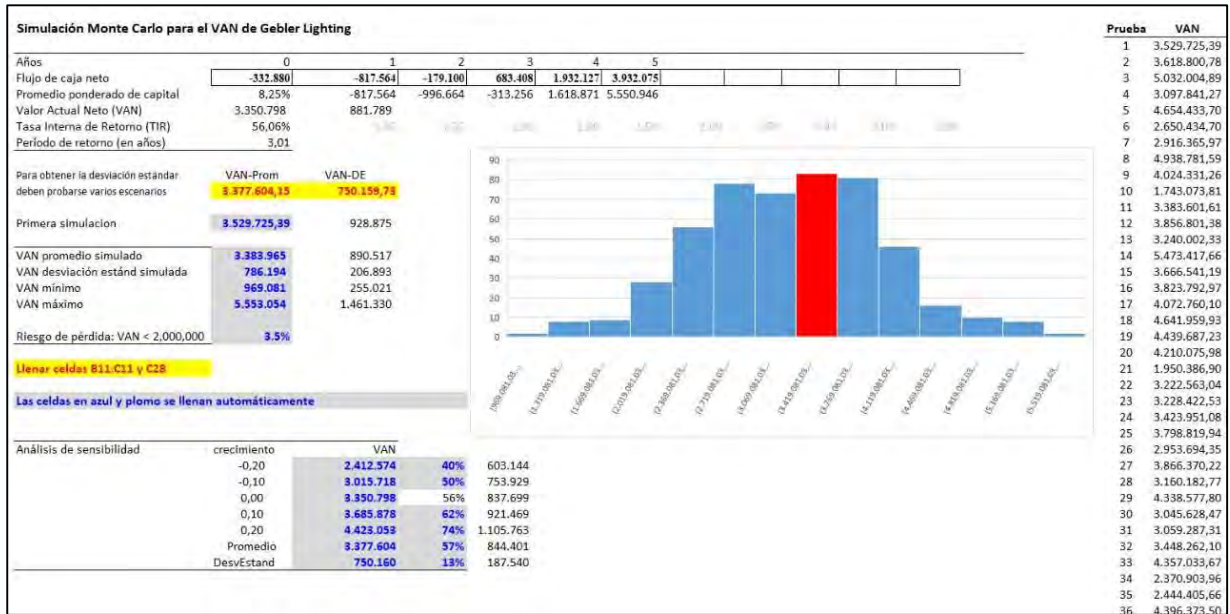 Simulación Monte Carlo para el VAN de Gebler Lighting
Años 0 1 2 3 4 5
Flujo de caja neto -332.880 -817.564 -179.100 683.408 1.932.127 3.932.075
Promedio ponderado de capital 8,25% -817.564 -996.664 -313.256 1.618.871 5.550.946
Valor Actual Neto (VAN) 3.350.798 881.789
Tasa Interna de Retorno (TIR) 56,06%
Período de retorno (en años) 3,01
Para obtener la desviación estándar VAN-Prom VAN-DE
deben probarse varios escenarios 3.377.604,15 750.159,73
Primera simulacion 3.529.725,39 928.875
VAN promedio simulado 3.383.965 890.517
VAN desviación estánd simulada 786.194 206.893
VAN mínimo 969.081 255.021
VAN máximo 5.553.054 1.461.330
Riesgo de pérdida: VAN < 2,000,000 3.5%
Llenar celdas B11:C11 y C28
Las celdas en azul y plomo se llenan automáticamente
90
80
70
60
50
40
30
20
10
0
Análisis de sensibilidad crecimiento VAN
-0,20 2.412.574 40% 603.144
-0,10 3.015.718 50% 753.929
0,00 3.350.798 56% 837.699
0,10 3.685.878 62% 921.469
0,20 4.423.053 74% 1.105.763
Promedio 3.377.604 57% 844.401
DesvEstand 750.160 13% 187.540
Prueba VAN
1 3.529.725,39
2 3.618.800,78
3 5.032.004,89
4 3.097.841,27
5 4.654.433,70
6 2.650.434,70
7 2.916.365,97
8 4.938.781,59
9 4.024.331,26
10 1.743.073,81
11 3.383.601,61
12 3.856.801,38
13 3.240.002,33
14 5.473.417,66
15 3.666.541,19
16 3.823.792,97
17 4.072.760,10
18 4.641.959,93
19 4.439.687,23
20 4.210.075,98
21 1.950.386,90
22 3.222.563,04
23 3.228.422,53
24 3.423.951,08
25 3.798.819,94
26 2.953.694,35
27 3.866.370,22
28 3.160.182,77
29 4.338.577,80
30 3.045.628,47
31 3.059.287,31
32 3.448.262,10
33 4.357.033,67
34 2.370.903,96
35 2.444.405,66
36 4.396.373,50